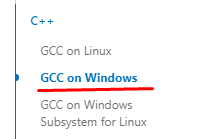 C++
GCC on Linux
GCC on Windows
GCC on Windows
Subsystem for Linux